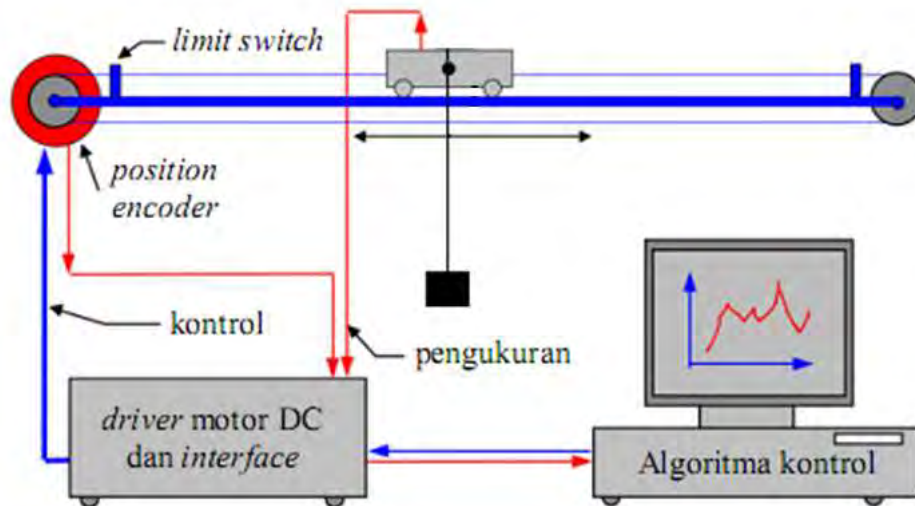 limit switch
position
encoder
kontrol
pengukuran
driver motor DC
dan interface
Algoritma kontrol